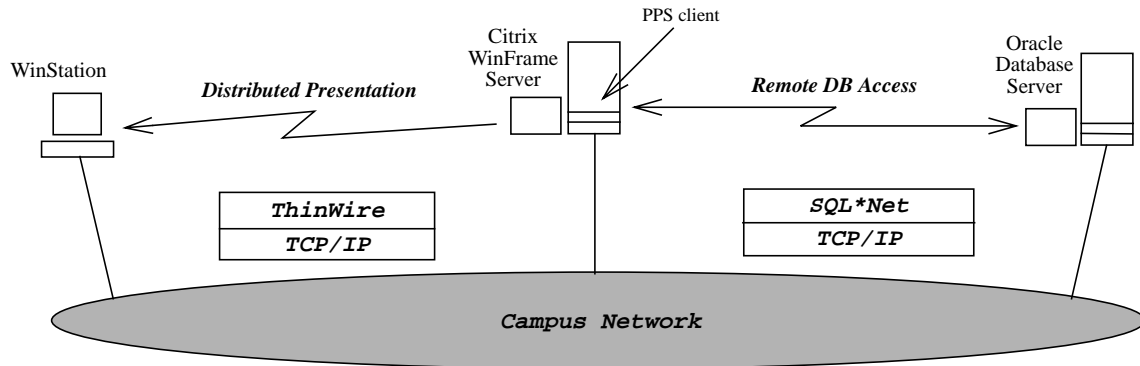 PPS client
Citrix
WinFrame
Server
Oracle
Database
Server
WinStation
Distributed Presentation
Remote DB Access
ThinWire
TCP/IP
SQL*Net
TCP/IP
Campus Network